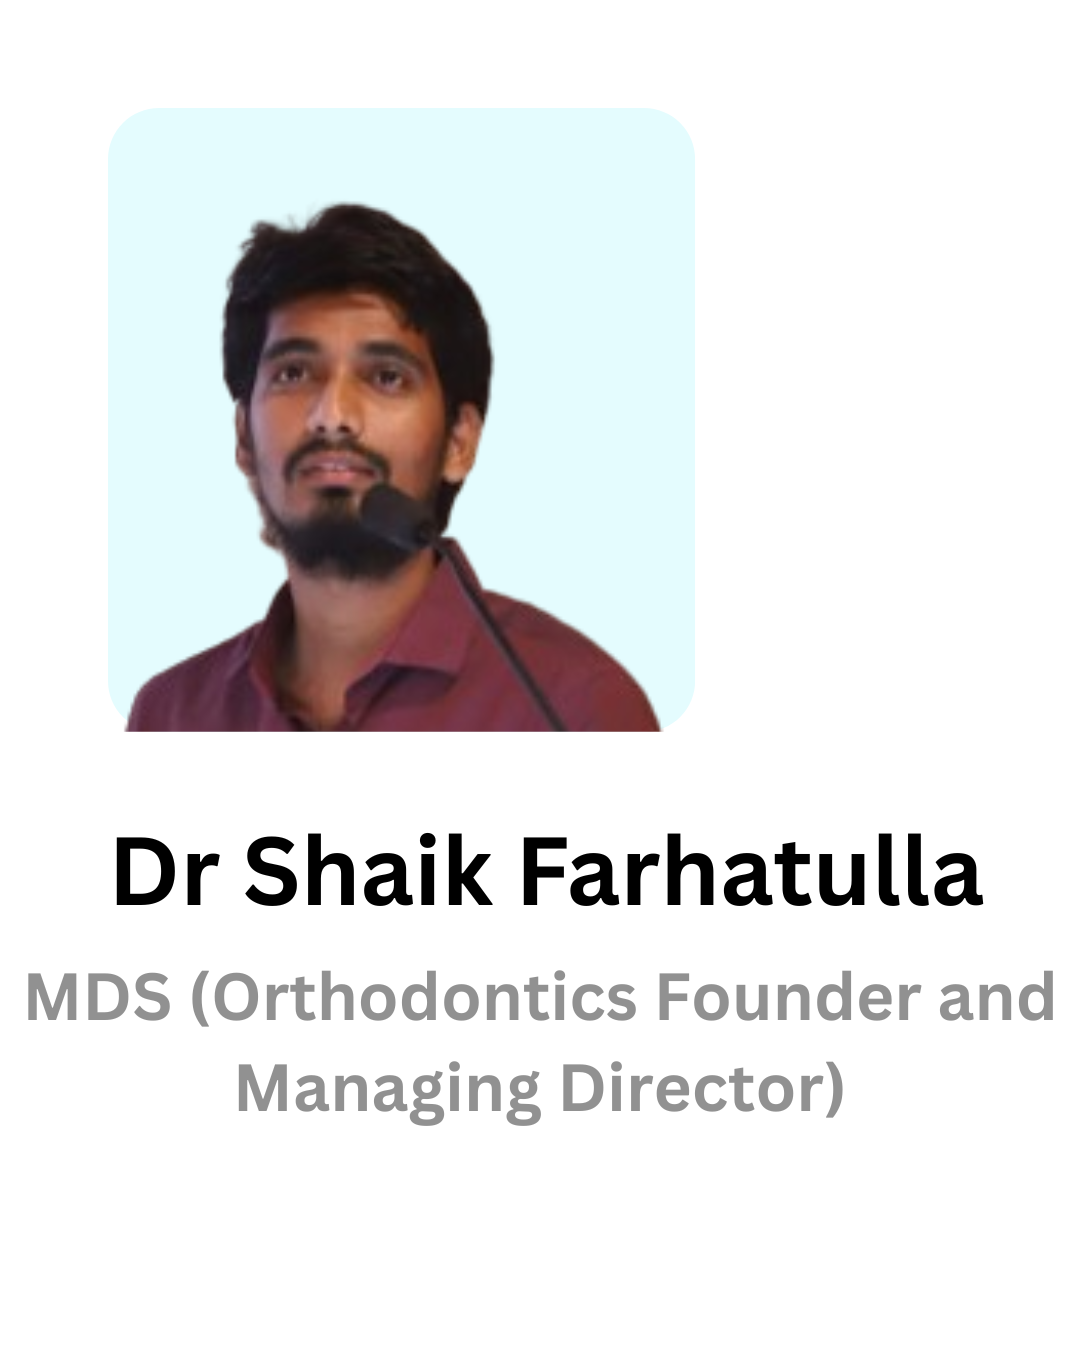 Dr Shaik Farhatulla
MDS (Orthodontics Founder and
Managing Director)